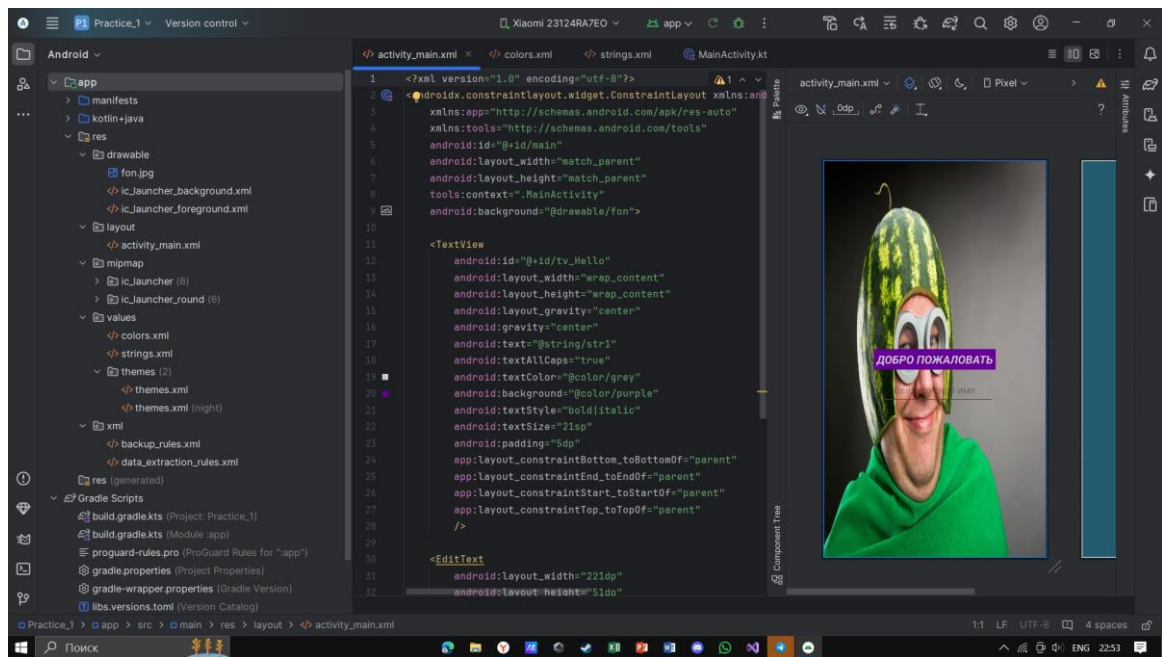 P1 Practice_1 Version control
Xiaomi 23124RA7EO app
Android
activity_main.xml colors.xml strings.xml MainActivity.kt
app
manifests
kotlin+java
res
drawable
fon.jpg
ic_launcher_background.xml
ic_launcher_foreground.xml
layout
activity_main.xml
mipmap
ic_launcher (6)
ic_launcher_round (6)
values
colors.xml
strings.xml
themes (2)
themes.xml
themes.xml (night)
xml
backup_rules.xml
data_extraction_rules.xml
res (generated)
Gradle Scripts
build.gradle.kts (Project: Practice_1)
build.gradle.kts (Module :app)
proguard-rules.pro (ProGuard Rules for ":app")
gradle.properties (Project Properties)
gradle-wrapper.properties (Gradle Version)
libs.versions.toml (Version Catalog)
1 <?xml version="1.0" encoding="utf-8"?>
2 <androidx.constraintlayout.widget.ConstraintLayout xmlns:and
3 xmlns:app="http://schemas.android.com/apk/res-auto"
4 xmlns:tools="http://schemas.android.com/tools"
5 android:id="@+id/main"
6 android:layout_width="match_parent"
7 android:layout_height="match_parent"
8 tools:context=".MainActivity"
9 android:background="@drawable/fon">
10
11 <TextView
12 android:id="@+id/tv_Hello"
13 android:layout_width="wrap_content"
14 android:layout_height="wrap_content"
15 android:layout_gravity="center"
16 android:gravity="center"
17 android:text="@string/str1"
18 android:textAllCaps="true"
19 android:textColor="@color/grey"
20 android:background="@color/purple"
21 android:textStyle="bold|italic"
22 android:textSize="21sp"
23 android:padding="5dp"
24 app:layout_constraintBottom_toBottomOf="parent"
25 app:layout_constraintEnd_toEndOf="parent"
26 app:layout_constraintStart_toStartOf="parent"
27 app:layout_constraintTop_toTopOf="parent"
28 />
29
30 <EditText
31 android:layout_width="221dp"
32 android:layout_height="51dp"
1
Palette
Component Tree
activity_main.xml Pixel
0dp
?
Attributes
ДОБРО ПОЖАЛОВАТЬ
ИМЯ
Practice_1 > app > src > main > res > layout > activity_main.xml
1:1 LF UTF-8 4 spaces
Поиск
ENG 22:53